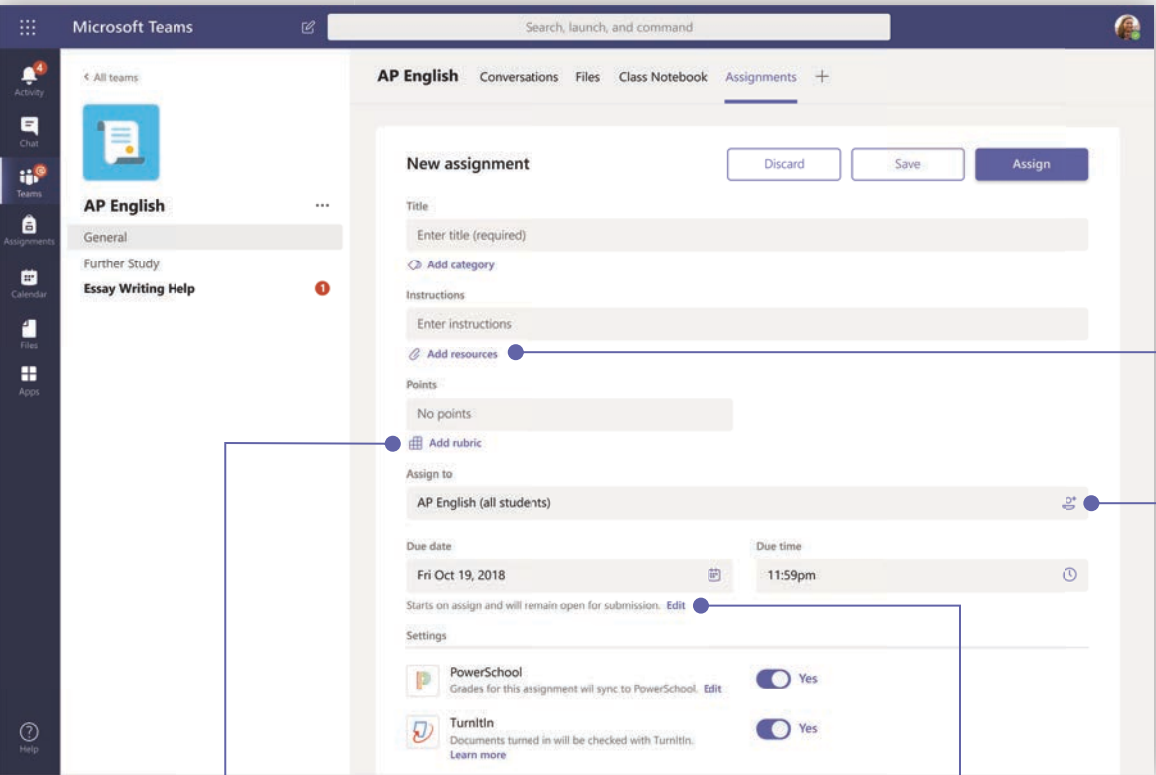 Microsoft Teams
Search, launch, and command
4
Activity
Chat
Teams
Assignments
Calendar
Files
Apps
Help
All teams
AP English
...
General
Further Study
Essay Writing Help 1
AP English Conversations Files Class Notebook Assignments +
New assignment Discard Save Assign
Title
Enter title (required)
Add category
Instructions
Enter instructions
Add resources
Points
No points
Add rubric
Assign to
AP English (all students)
Due date Due time
Fri Oct 19, 2018 11:59pm
Starts on assign and will remain open for submission. Edit
Settings
PowerSchool Yes
Grades for this assignment wil sync to PowerSchool. Edit
TurnItIn Yes
Documents turned in will be checked with TurnitIn.
Learn more